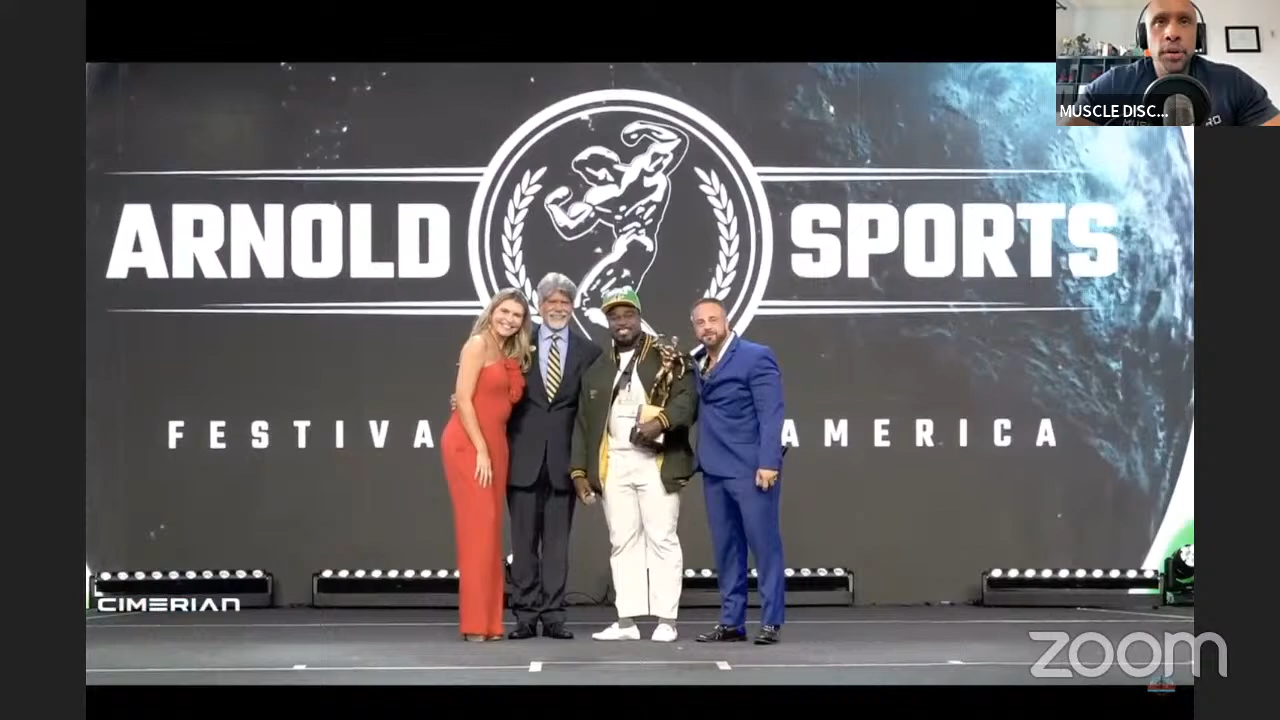 MUSCLE DISC...
ARNOLD SPORTS
FESTIVA AMERICA
CIMERIAN
zoom